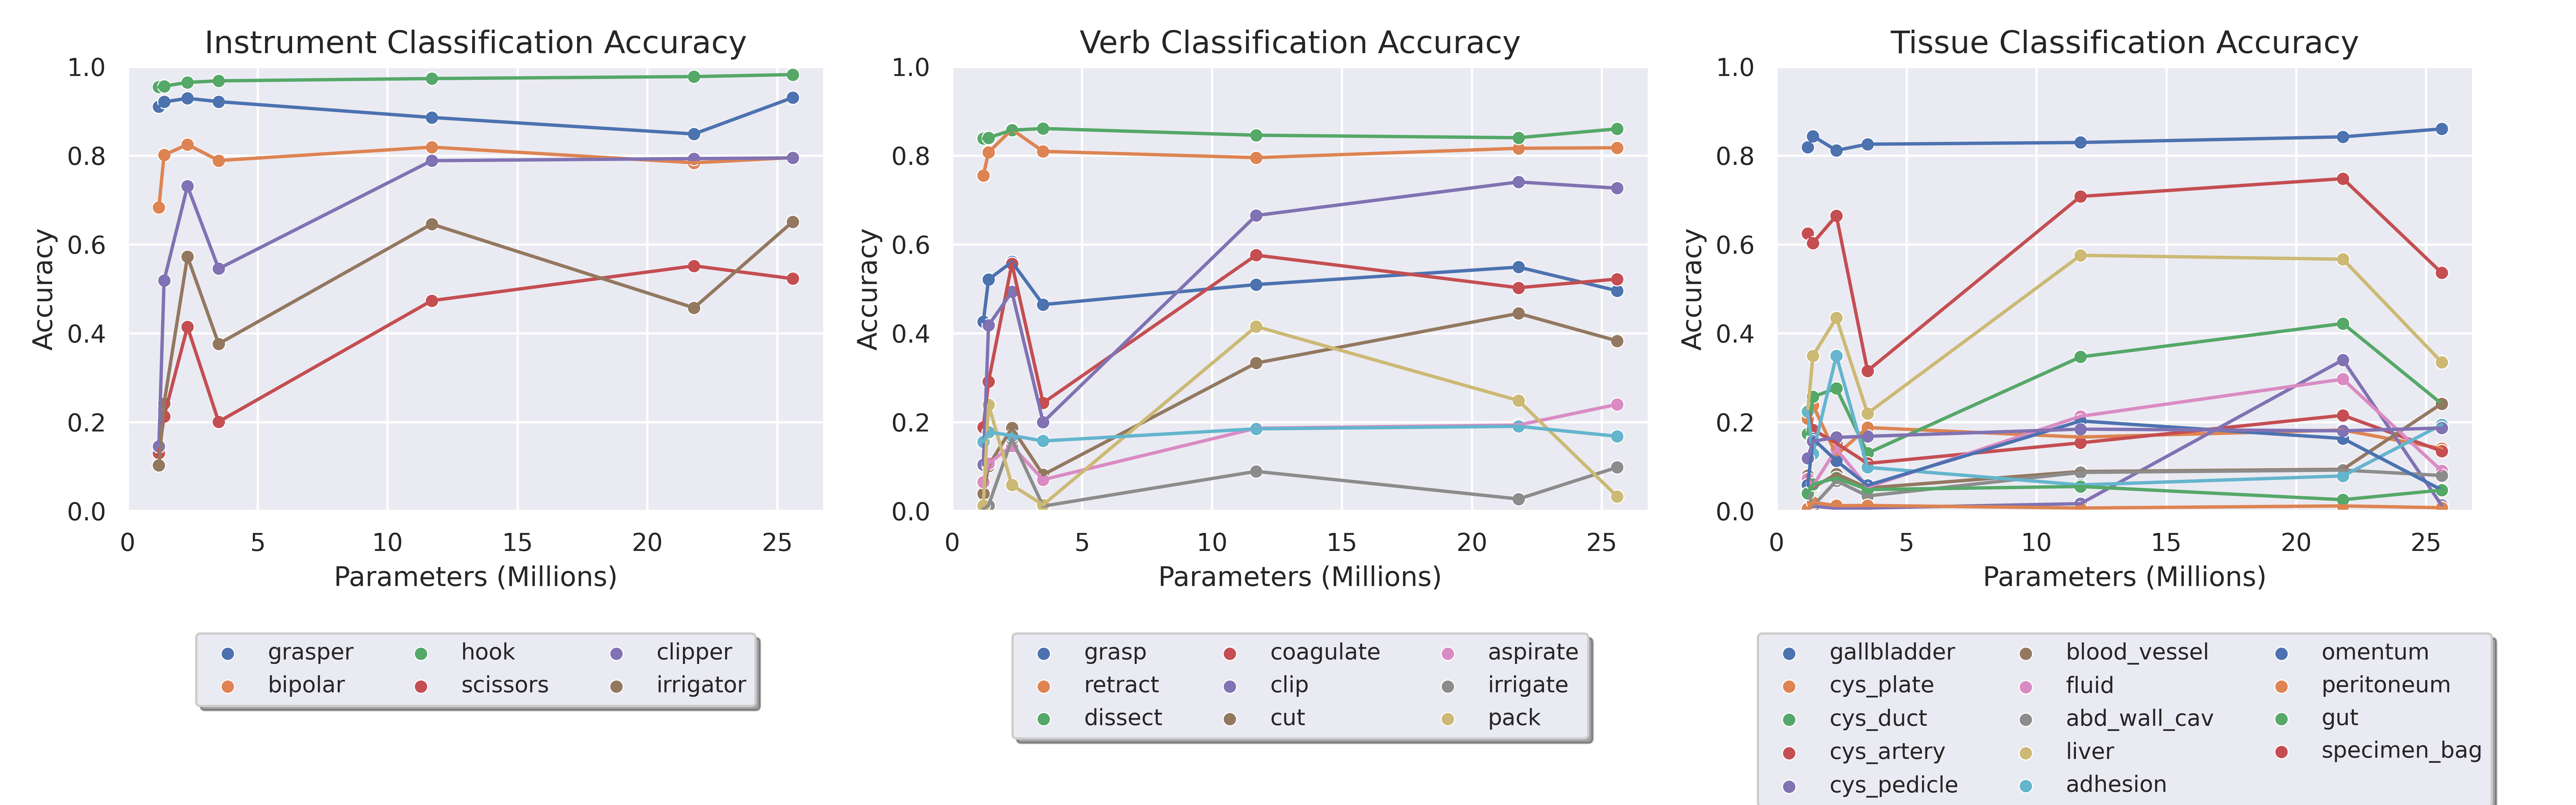 Instrument Classification Accuracy
1.0
0.8
0.6
0.4
0.2
0.0
Accuracy
0 5 10 15 20 25
Parameters (Millions)
grasper hook clipper
bipolar scissors irrigator
Verb Classification Accuracy
1.0
0.8
0.6
0.4
0.2
0.0
Accuracy
0 5 10 15 20 25
Parameters (Millions)
grasp coagulate aspirate
retract clip irrigate
dissect cut pack
Tissue Classification Accuracy
1.0
0.8
0.6
0.4
0.2
0.0
Accuracy
0 5 10 15 20 25
Parameters (Millions)
gallbladder blood_vessel omentum
cys_plate fluid peritoneum
cys_duct abd_wall_cav gut
cys_artery liver specimen_bag
cys_pedicle adhesion